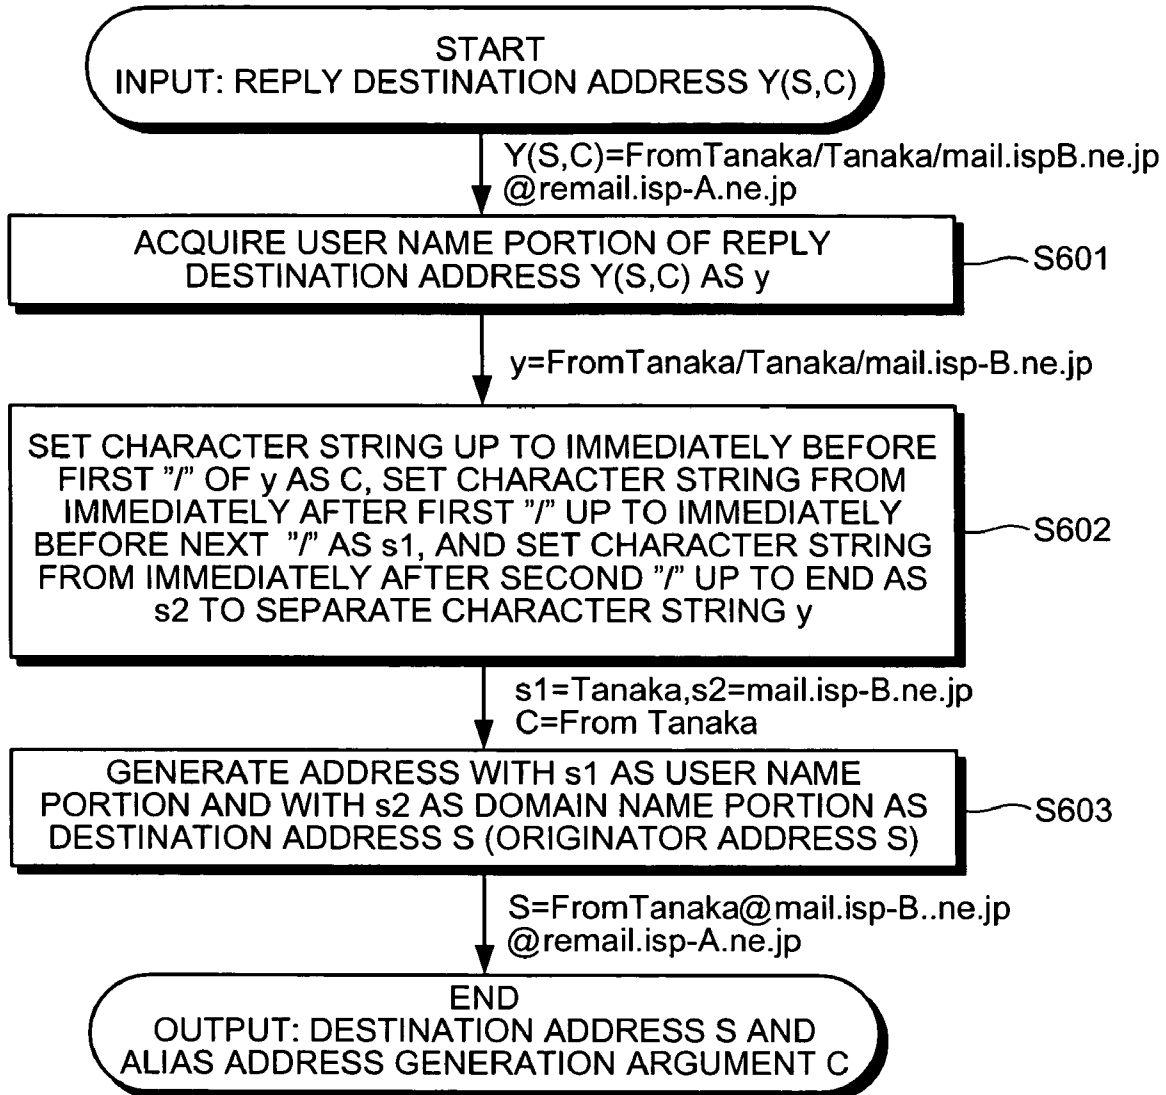 START
INPUT: REPLY DESTINATION ADDRESS Y(S,C)
Y(S,C)=FromTanaka/Tanaka/mail.ispB.ne.jp
@remail.isp-A.ne.jp
ACQUIRE USER NAME PORTION OF REPLY
DESTINATION ADDRESS Y(S,C) AS y
S601
y=FromTanaka/Tanaka/mail.isp-B.ne.jp
SET CHARACTER STRING UP TO IMMEDIATELY BEFORE
FIRST "/" OF y AS C, SET CHARACTER STRING FROM
IMMEDIATELY AFTER FIRST "/" UP TO IMMEDIATELY
BEFORE NEXT "/" AS s1, AND SET CHARACTER STRING
FROM IMMEDIATELY AFTER SECOND "/" UP TO END AS
s2 TO SEPARATE CHARACTER STRING y
S602
s1=Tanaka,s2=mail.isp-B.ne.jp
C=From Tanaka
GENERATE ADDRESS WITH s1 AS USER NAME
PORTION AND WITH s2 AS DOMAIN NAME PORTION AS
DESTINATION ADDRESS S (ORIGINATOR ADDRESS S)
S603
S=FromTanaka@mail.isp-B..ne.jp
@remail.isp-A.ne.jp
END
OUTPUT: DESTINATION ADDRESS S AND
ALIAS ADDRESS GENERATION ARGUMENT C